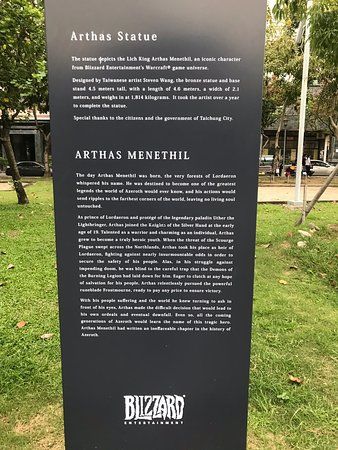 Arthas Statue
The statue depicts the Lich King Arthas Menethil, an iconic character
from Blizzard Entertainment's Warcraft® game universe.
Designed by Taiwanese artist Steven Wang, the bronze statue and base
stand 4.5 meters tall, with a length of 4.6 meters, a width of 2.1
meters, and weighs in at 1,814 kilograms. It took the artist over a year
to complete the statue.
Special thanks to the citizens and the government of Taichung City.
ARTHAS MENETHIL
The day Arthas Menethil was born, the very forests of Lordaeron
whispered his name. He was destined to become one of the greatest
legends the world of Azeroth would ever know, and his actions would
send ripples to the farthest corners of the world, leaving no living soul
untouched.
As prince of Lordaeron and protégé of the legendary paladin Uther the
Lightbringer, Arthas joined the Knights of the Silver Hand at the early
age of 19. Talented as a warrior and charming as an individual, Arthas
grew to become a truly heroic youth. When the threat of the Scourge
Plague swept across the Northlands, Arthas took his place as heir of
Lordaeron, fighting against nearly insurmountable odds in order to
secure the safety of his people. Alas, in his struggle against
impending doom, he was blind to the careful trap that the Demons of
the Burning Legion had laid down for him. Eager to clutch at any hope
of salvation for his people, Arthas relentlessly pursued the powerful
runeblade Frostmourne, ready to pay any price to ensure victory.
With his people suffering and the world he knew turning to ash in
front of his eyes, Arthas made the difficult decision that would lead to
his own ordeals and eventual downfall. Even so, all the coming
generations of Azeroth would learn the name of this tragic hero.
Arthas Menethil had written an ineffaceable chapter in the history of
Azeroth.
BLIZZARD
ENTERTAINMENT